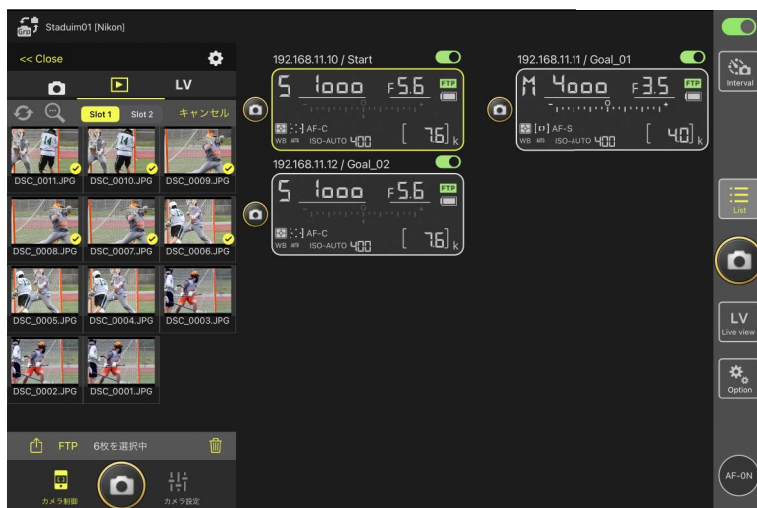 Grp Staduim01 [Nikon]
<< Close
LV
Slot 1 Slot 2 キャンセル
DSC_0011.JPG DSC_0010.JPG DSC_0009.JPG
DSC_0008.JPG DSC_0007.JPG DSC_0006.JPG
DSC_0005.JPG DSC_0004.JPG DSC_0003.JPG
DSC_0002.JPG DSC_0001.JPG
FTP 6枚を選択中
カメラ制御 カメラ設定
192.168.11.10 / Start
S 1000 F5.6 FTP
AF-C
WB AUTO ISO-AUTO 400 [ 7.6] k
192.168.11.11 / Goal_01
M 4000 F3.5 FTP
AF-S
WB AUTO ISO-AUTO 400 [ 4.0] k
192.168.11.12 / Goal_02
S 1000 F5.6 FTP
AF-C
WB AUTO ISO-AUTO 400 [ 7.6] k
Interval
List
LV
Live view
Option
AF-ON